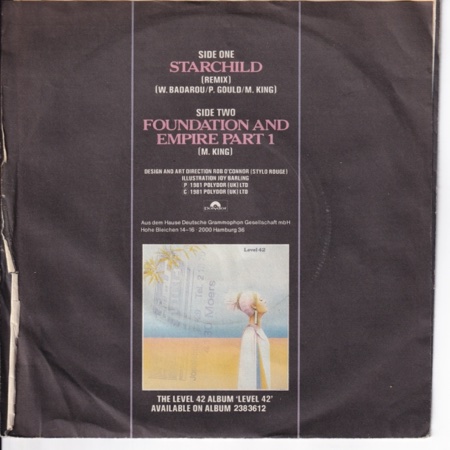 SIDE ONE
STARCHILD
(REMIX)
(W. BADAROU/P. GOULD/M. KING)
SIDE TWO
FOUNDATION AND
EMPIRE PART 1
(M. KING)
DESIGN AND ART DIRECTION ROB O'CONNOR (STYLO ROUGE)
ILLUSTRATION JOY BARLING
P 1981 POLYDOR (UK) LTD
C 1981 POLYDOR (UK) LTD
Aus dem Hause Deutsche Grammophon Gesellschaft mbH
Hohe Bleichen 14-16 2000 Hamburg 36
Level 42
Moers
THE LEVEL 42 ALBUM 'LEVEL 42'
AVAILABLE ON ALBUM 2383612